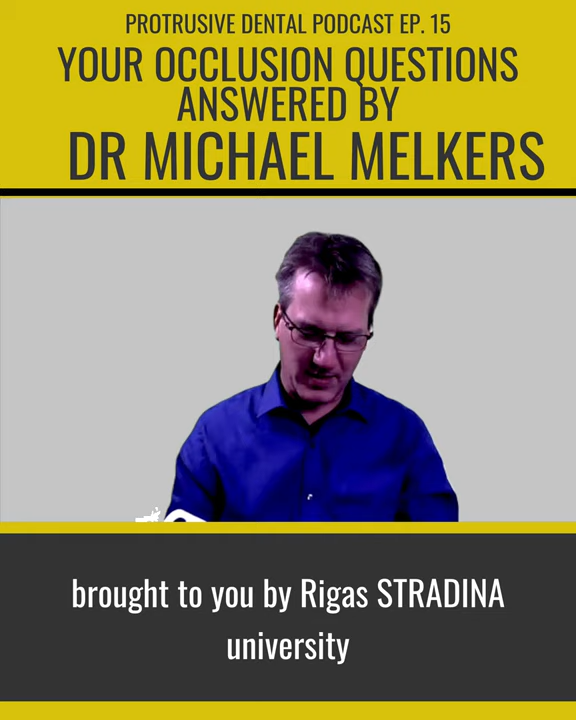 PROTRUSIVE DENTAL PODCAST EP. 15
YOUR OCCLUSION QUESTIONS
ANSWERED BY
DR MICHAEL MELKERS
brought to you by Rigas STRADINA
university